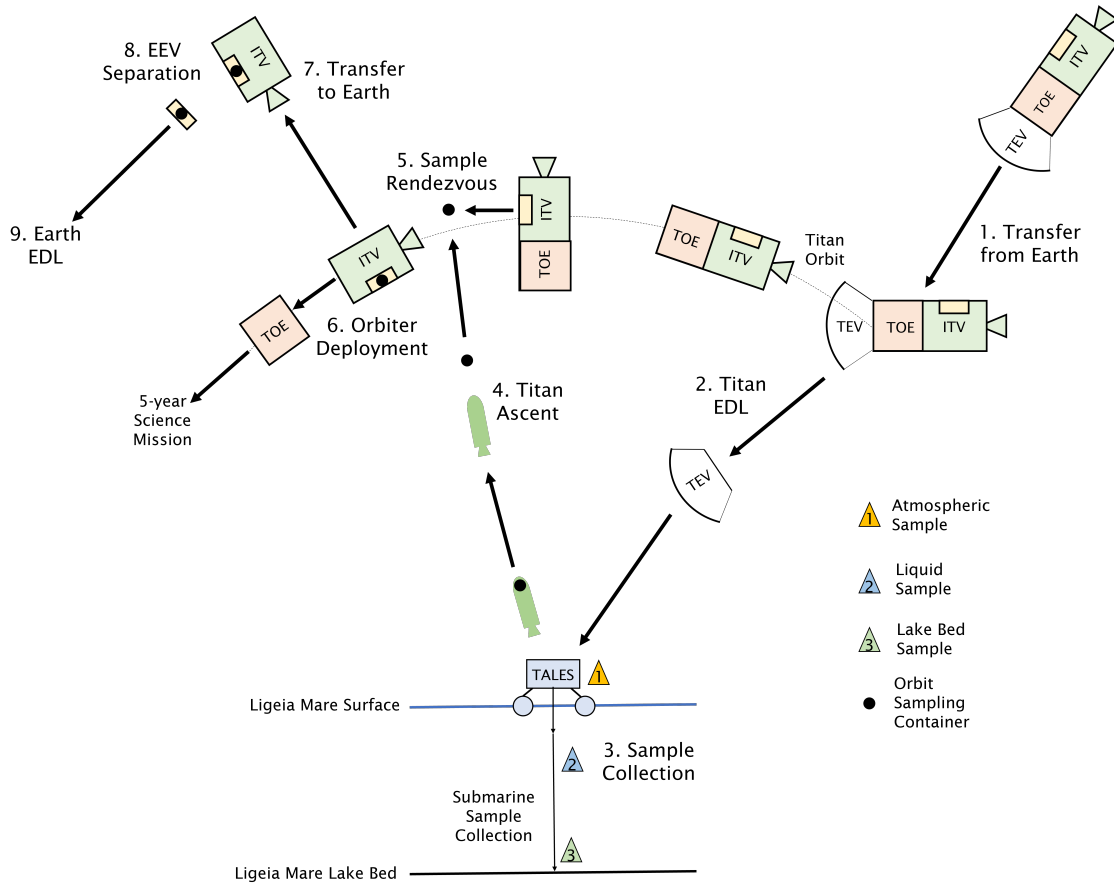 8. EEV
Separation
ITV
7. Transfer
to Earth
ITV
TOE
TEV
5. Sample
Rendezvous
ITV
TOE
9. Earth
EDL
ITV
TOE
ITV
Titan
Orbit
1. Transfer
from Earth
TOE
6. Orbiter
Deployment
TEV
TOE
ITV
2. Titan
EDL
5-year
Science
Mission
4. Titan
Ascent
TEV
1
Atmospheric
Sample
2
Liquid
Sample
3
Lake Bed
Sample
Orbit
Sampling
Container
TALES
1
Ligeia Mare Surface
2
3. Sample
Collection
Submarine
Sample
Collection
3
Ligeia Mare Lake Bed